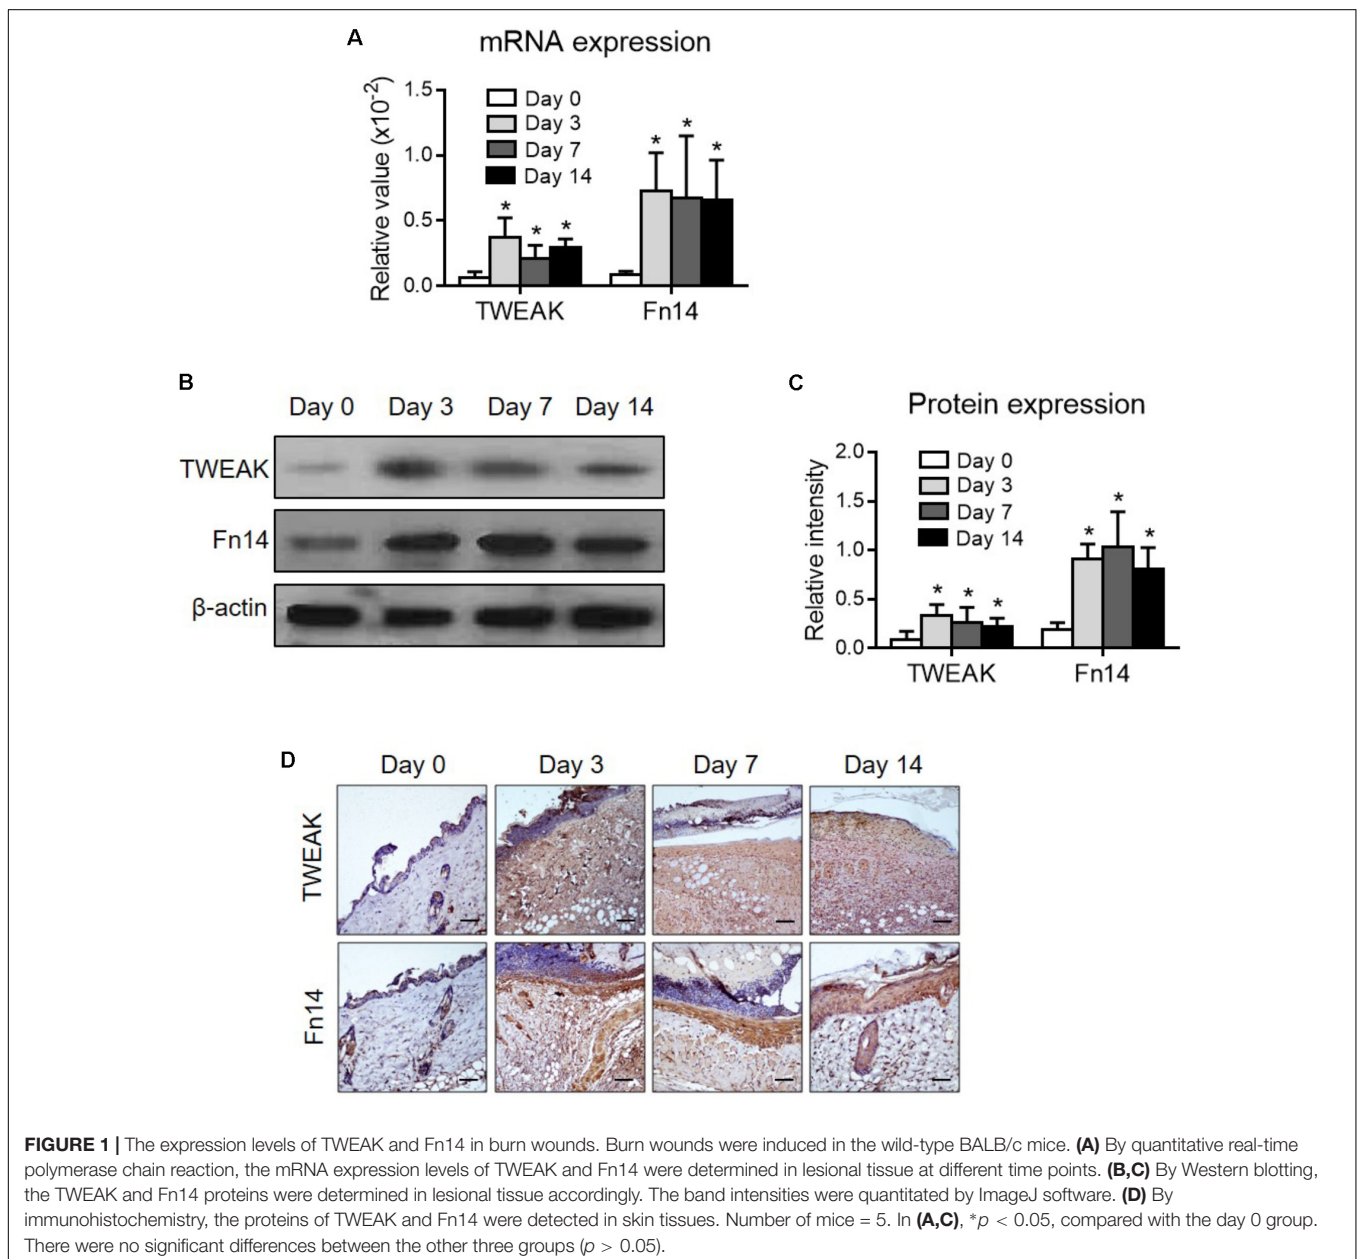 A
mRNA expression
Relative value (x10⁻²)
1.5
1.0
0.5
0.0
Day 0
Day 3
Day 7
Day 14
* * *
* * *
TWEAK Fn14
B
Day 0 Day 3 Day 7 Day 14
TWEAK
Fn14
β-actin
C
Protein expression
Relative intensity
2.0
1.5
1.0
0.5
0.0
Day 0
Day 3
Day 7
Day 14
* * *
* * *
TWEAK Fn14
D
Day 0 Day 3 Day 7 Day 14
TWEAK
Fn14
FIGURE 1 | The expression levels of TWEAK and Fn14 in burn wounds. Burn wounds were induced in the wild-type BALB/c mice. (A) By quantitative real-time
polymerase chain reaction, the mRNA expression levels of TWEAK and Fn14 were determined in lesional tissue at different time points. (B,C) By Western blotting,
the TWEAK and Fn14 proteins were determined in lesional tissue accordingly. The band intensities were quantitated by ImageJ software. (D) By
immunohistochemistry, the proteins of TWEAK and Fn14 were detected in skin tissues. Number of mice = 5. In (A,C), *p < 0.05, compared with the day 0 group.
There were no significant differences between the other three groups (p > 0.05).